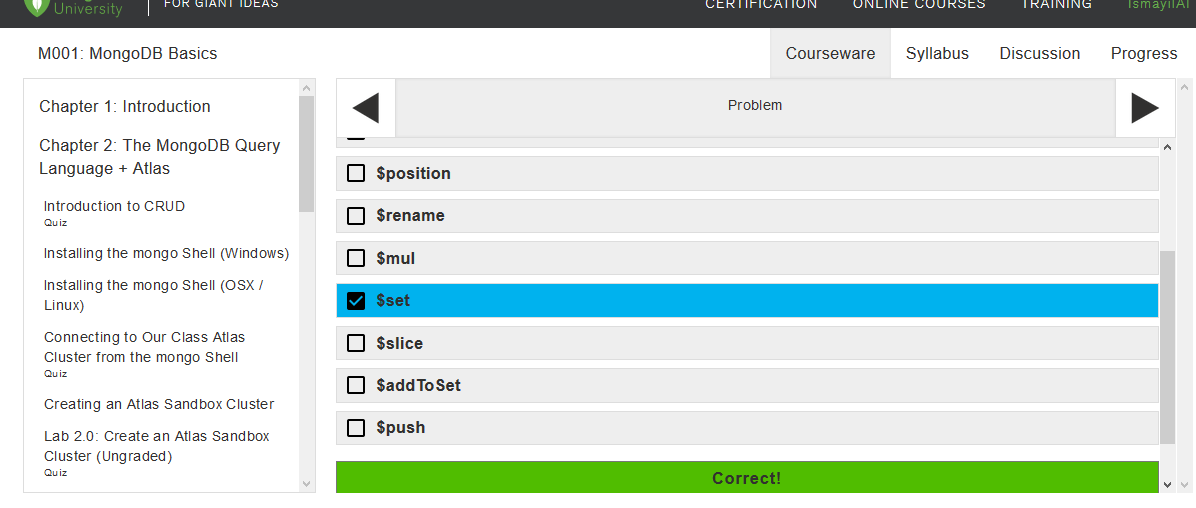 University
FOR GIANT IDEAS
CERTIFICATION
ONLINE COURSES
TRAINING
M001: MongoDB Basics
Courseware
Syllabus
Discussion
Progress
Chapter 1: Introduction
Chapter 2: The MongoDB Query
Language + Atlas
Introduction to CRUD
Quiz
Installing the mongo Shell (Windows)
Installing the mongo Shell (OSX /
Linux)
Connecting to Our Class Atlas
Cluster from the mongo Shell
Quiz
Creating an Atlas Sandbox Cluster
Lab 2.0: Create an Atlas Sandbox
Cluster (Ungraded)
Quiz
Problem
$position
$rename
$mul
$set
$slice
$addToSet
$push
Correct!